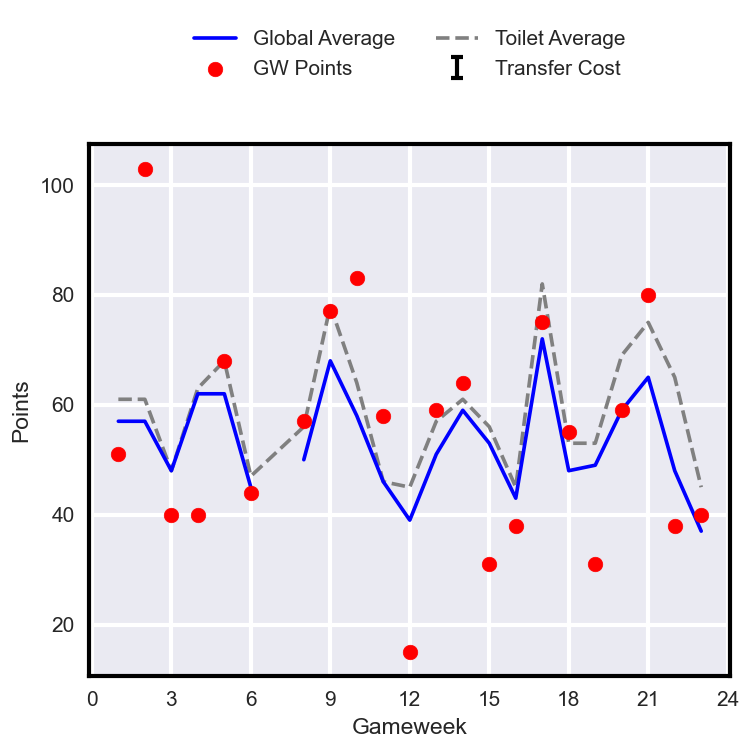 Global Average
Toilet Average
GW Points
Transfer Cost
100
80
60
40
20
Points
0 3 6 9 12 15 18 21 24
Gameweek